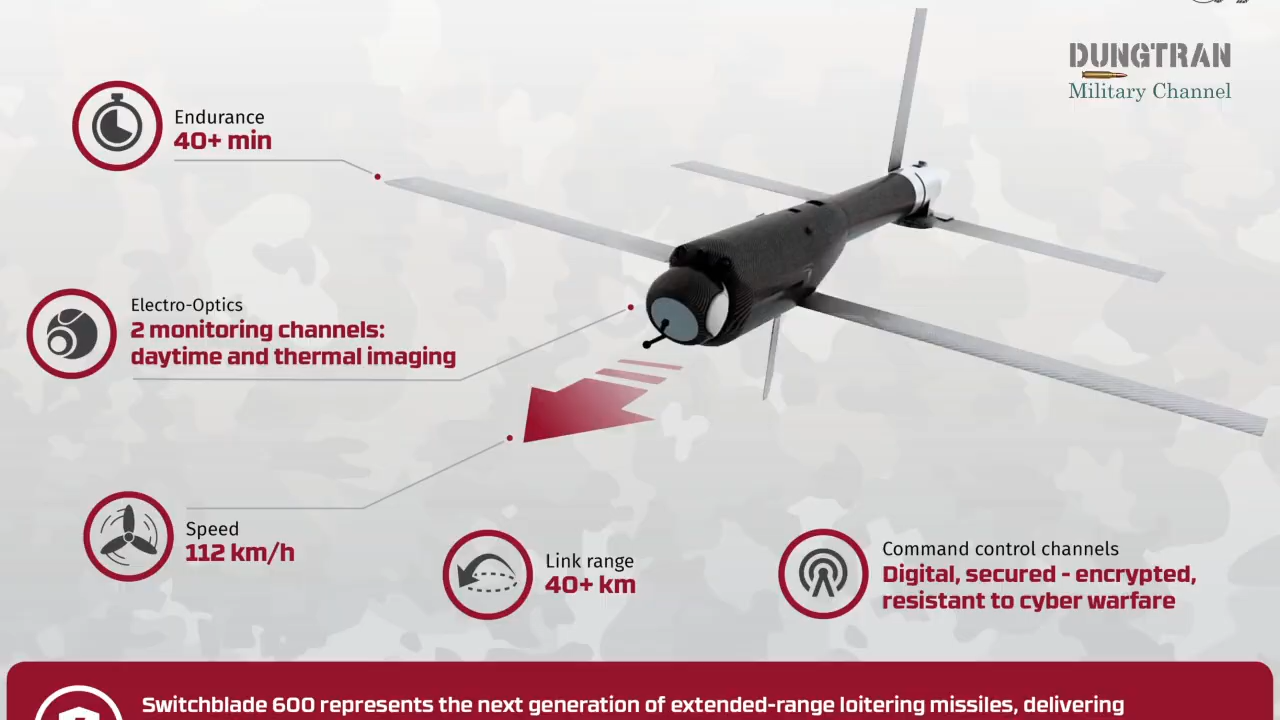 DUNGTRAN
Military Channel
Endurance
40+ min
Electro-Optics
2 monitoring channels:
daytime and thermal imaging
Speed
112 km/h
Link range
40+ km
Command control channels
Digital, secured - encrypted,
resistant to cyber warfare
Switchblade 600 represents the next generation of extended-range loitering missiles, delivering